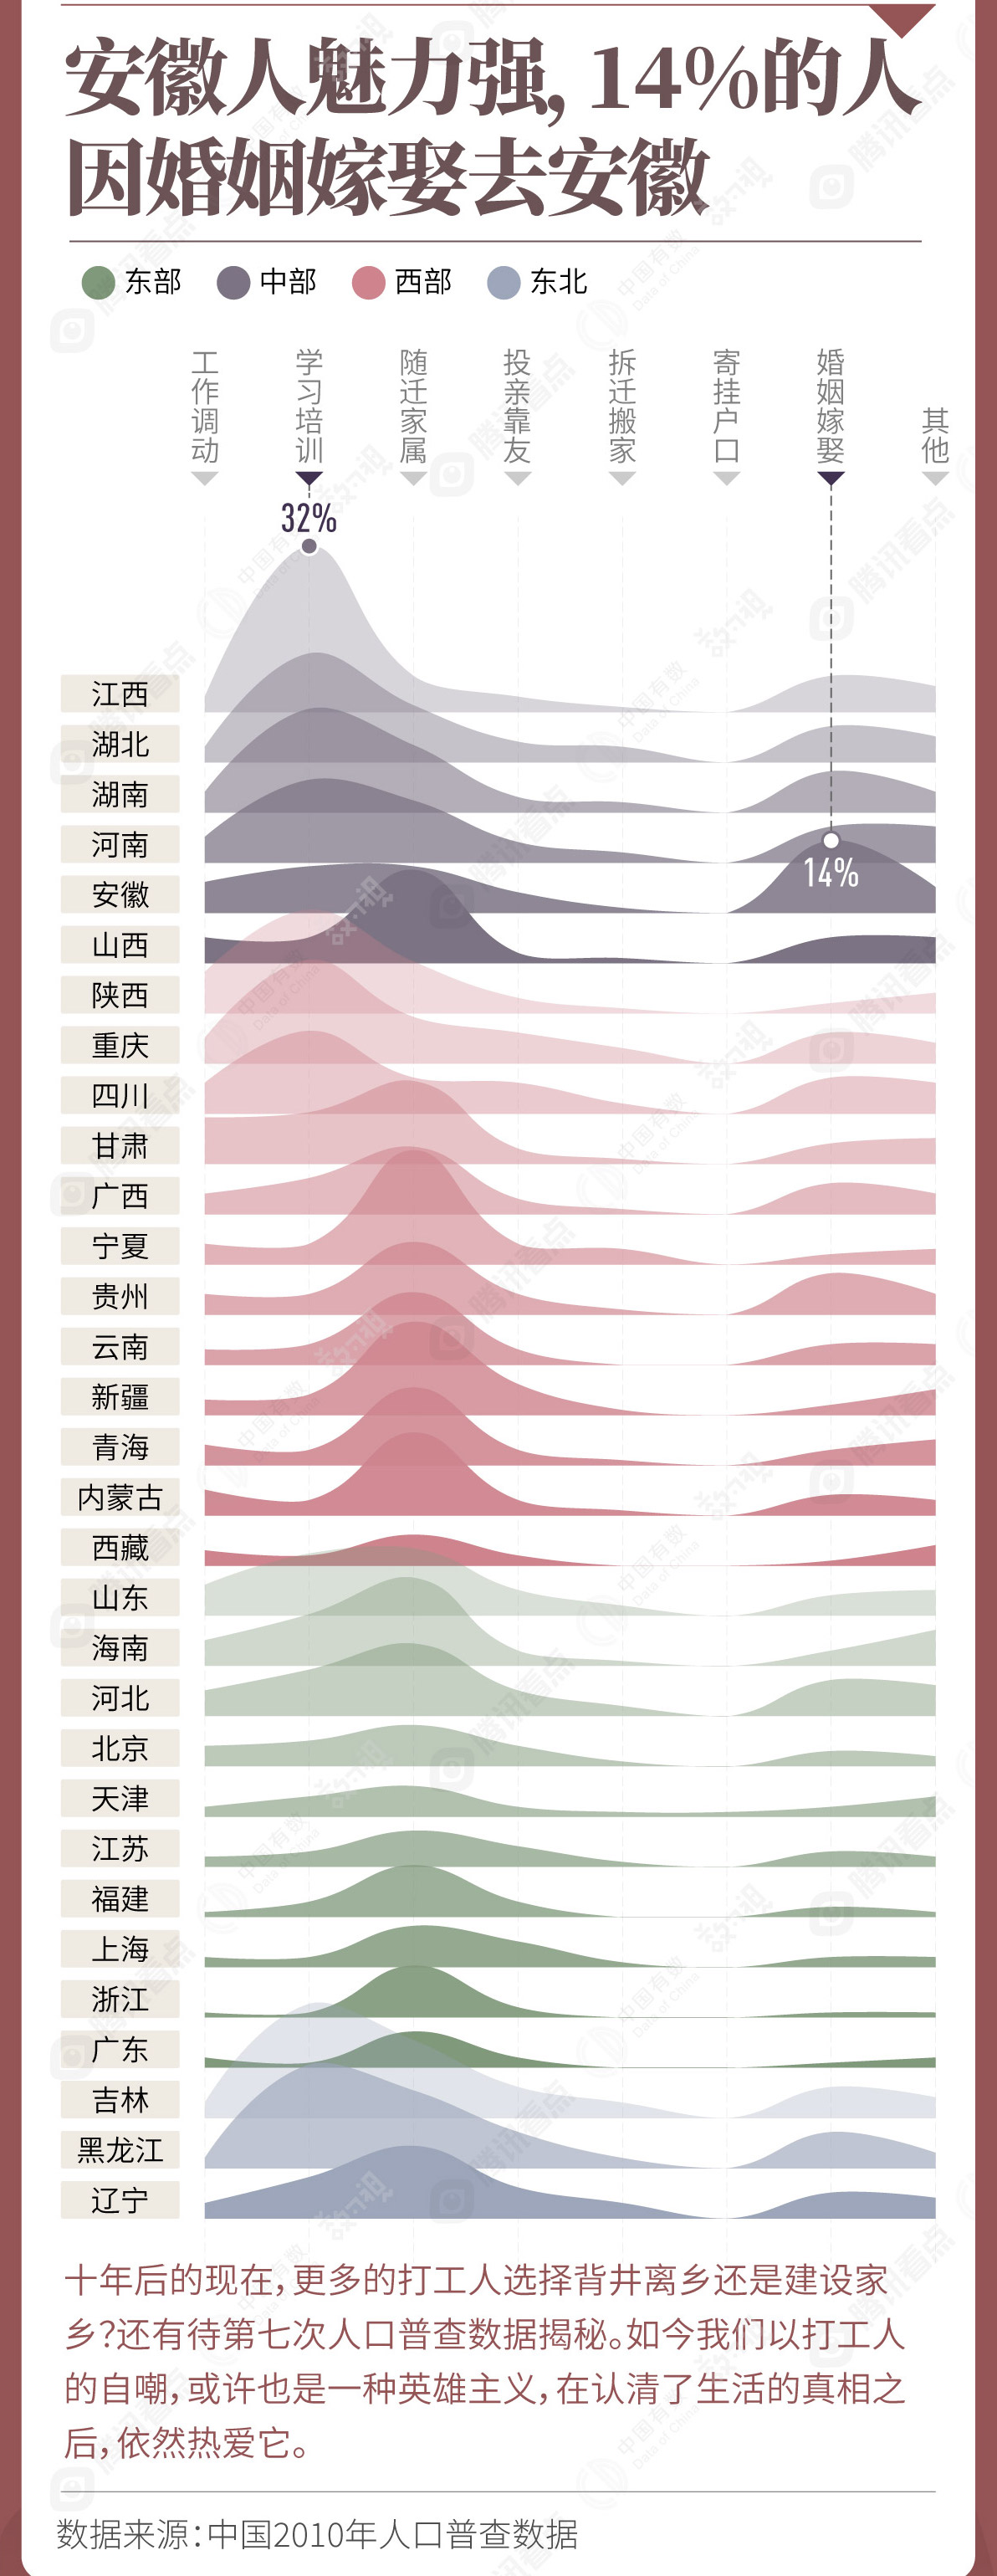 安徽人魅力强，14%的人
因婚姻嫁娶去安徽
东部 中部 西部 东北
工作调动 学习培训 随迁家属 投亲靠友 拆迁搬家 寄挂户口 婚姻嫁娶 其他
32%
江西
湖北
湖南
河南
14%
安徽
山西
陕西
重庆
四川
甘肃
广西
宁夏
贵州
云南
新疆
青海
内蒙古
西藏
山东
海南
河北
北京
天津
江苏
福建
上海
浙江
广东
吉林
黑龙江
辽宁
十年后的现在，更多的打工人选择背井离乡还是建设家
乡？还有待第七次人口普查数据揭秘。如今我们以打工人
的自嘲，或许也是一种英雄主义，在认清了生活的真相之
后，依然热爱它。
数据来源：中国2010年人口普查数据
腾讯看点
中国有数
Data of China